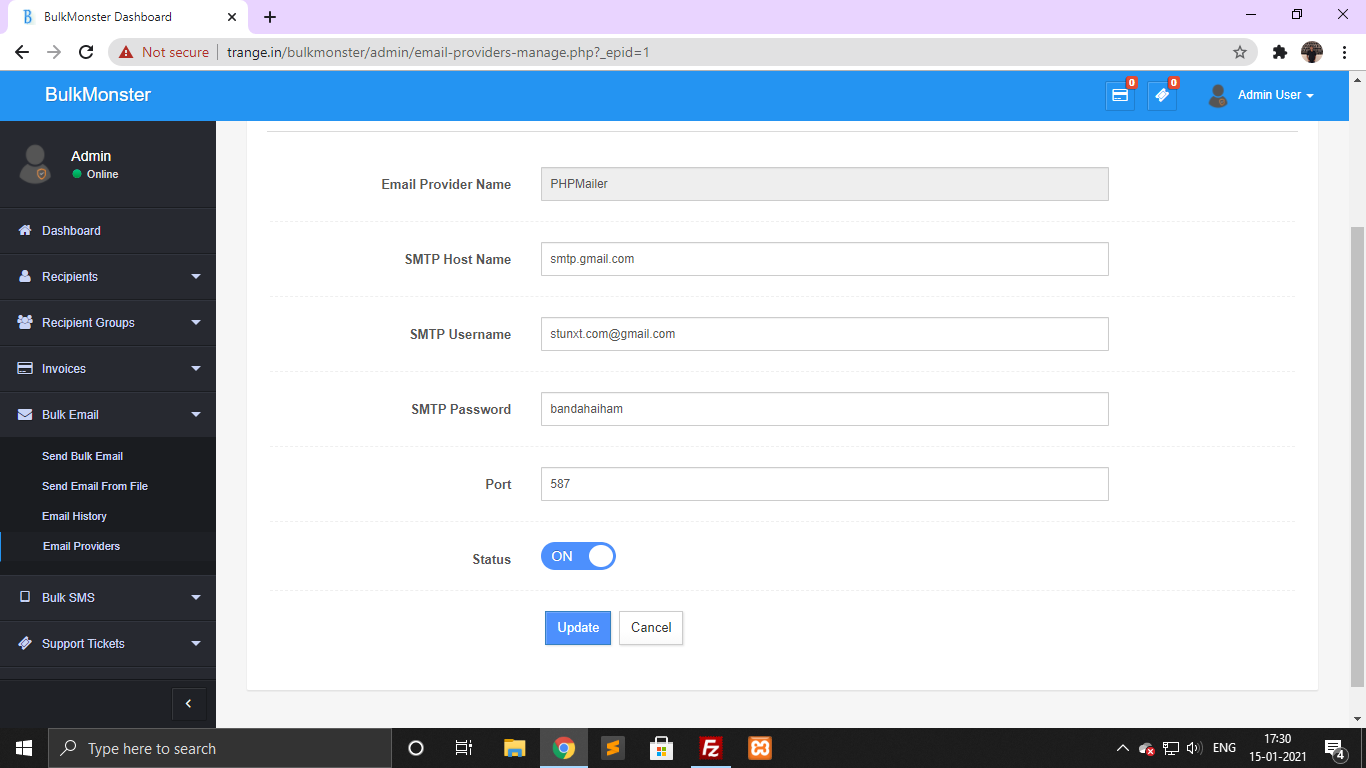 BulkMonster Dashboard
Not secure
trange.in/bulkmonster/admin/email-providers-manage.php?_epid=1
BulkMonster
0
0
Admin User
Admin
Online
Dashboard
Recipients
Recipient Groups
Invoices
Bulk Email
Send Bulk Email
Send Email From File
Email History
Email Providers
Bulk SMS
Support Tickets
Email Provider Name
PHPMailer
SMTP Host Name
smtp.gmail.com
SMTP Username
stunxt.com@gmail.com
SMTP Password
bandahaiham
Port
587
Status
ON
Update
Cancel
Type here to search
ENG
17:30
15-01-2021
4